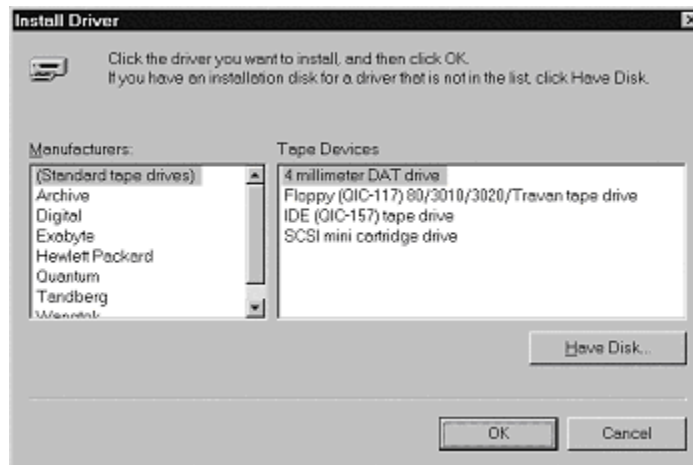 Install Driver
Click the driver you want to install, and then click OK.
If you have an installation disk for a driver that is not in the list, click Have Disk.
Manufacturers:
(Standard tape drives)
Archive
Digital
Exabyte
Hewlett Packard
Quantum
Tandberg
Tape Devices
4 millimeter DAT drive
Floppy (QIC-117) 80/3010/3020/Travan tape drive
IDE (QIC-157) tape drive
SCSI mini cartridge drive
Have Disk...
OK
Cancel